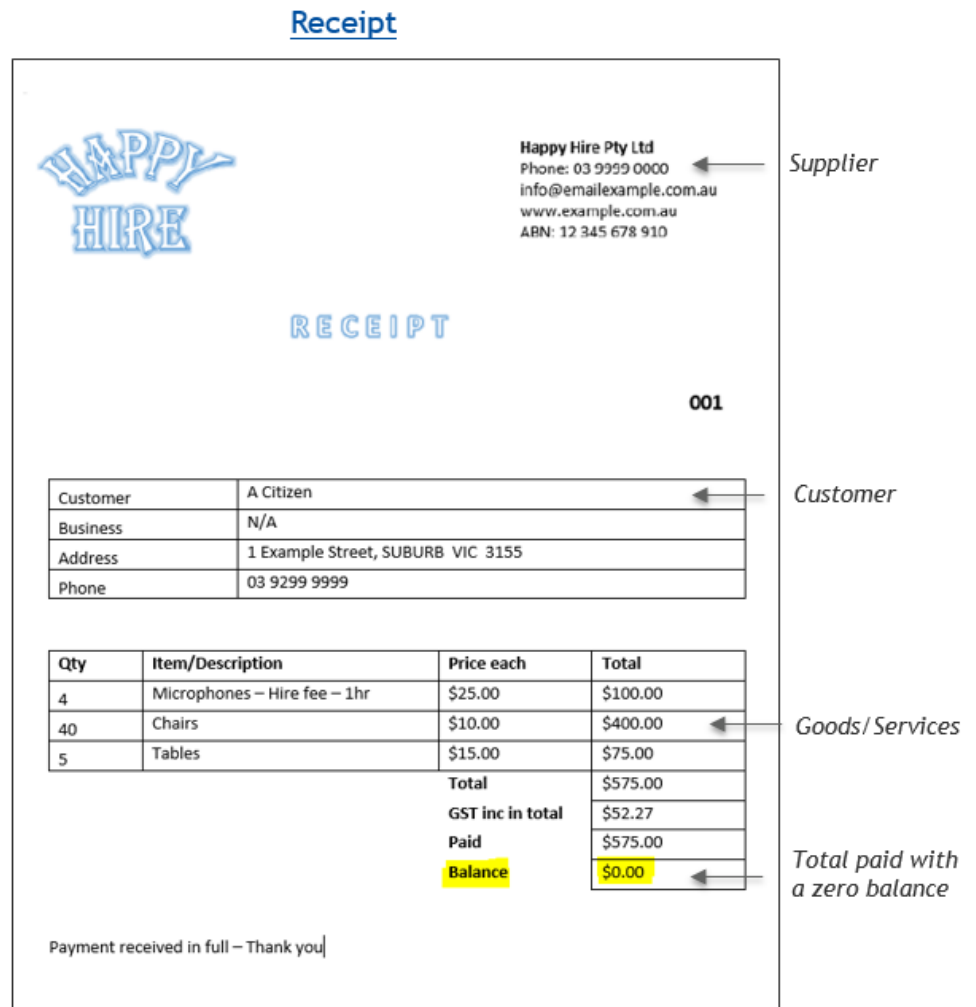 Receipt
HAPPY
HIRE
Happy Hire Pty Ltd
Phone: 03 9999 0000
info@emailexample.com.au
www.example.com.au
ABN: 12 345 678 910
Supplier
RECEIPT
001
Customer A Citizen
Customer
Business N/A
Address 1 Example Street, SUBURB VIC 3155
Phone 03 9299 9999
Qty Item/Description Price each Total
4 Microphones – Hire fee – 1hr $25.00 $100.00
40 Chairs $10.00 $400.00
Goods/Services
5 Tables $15.00 $75.00
Total $575.00
GST inc in total $52.27
Paid $575.00
Balance $0.00
Total paid with
a zero balance
Payment received in full – Thank you